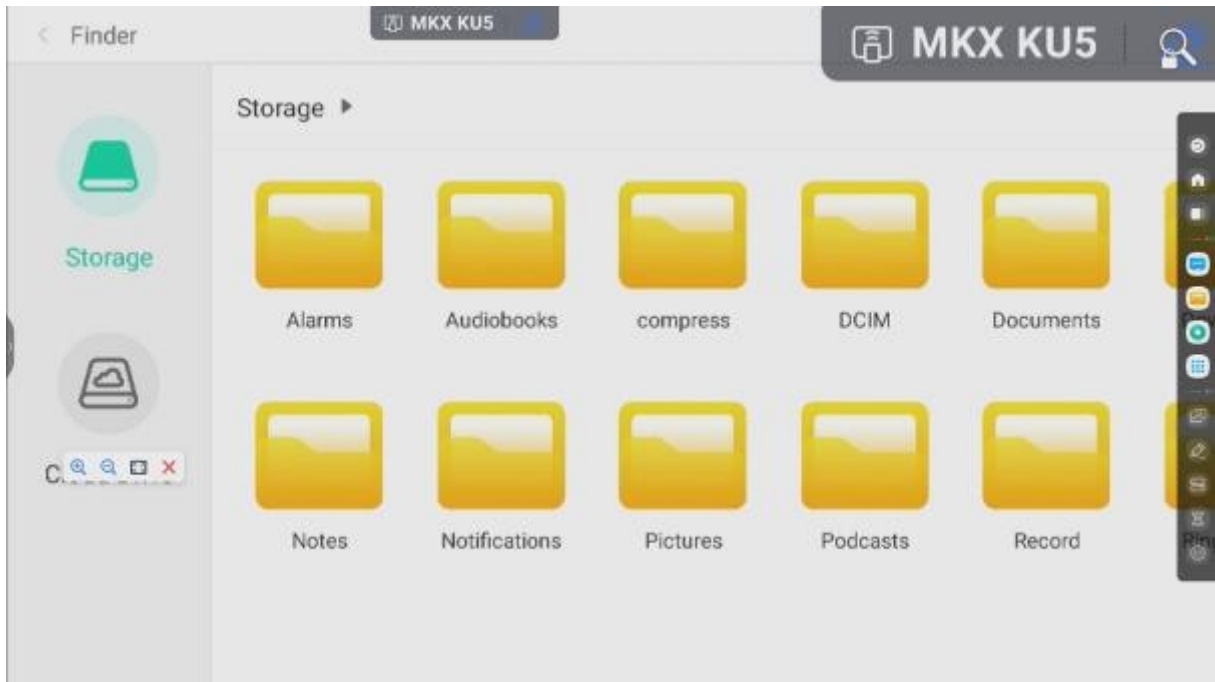 Finder
MKX KU5
MKX KU5
Storage
Storage
Alarms Audiobooks compress DCIM Documents
Notes Notifications Pictures Podcasts Record